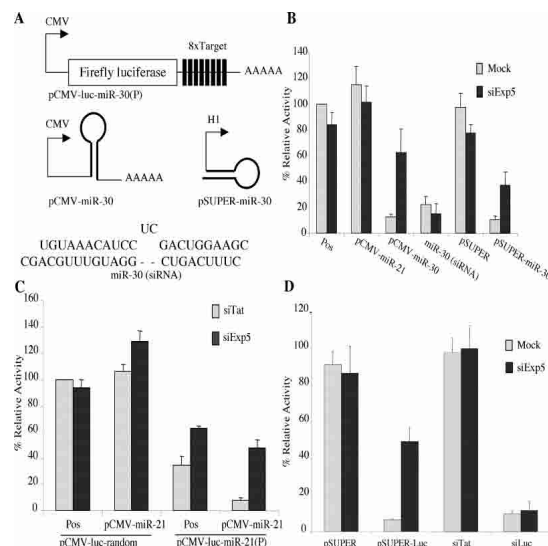 A
CMV
8xTarget
Firefly luciferase
AAAAA
pCMV-luc-miR-30(P)
CMV
AAAAA
pCMV-miR-30
H1
pSUPER-miR-30
UC
UGUAAACAUCC GACUGGAAGC
CGACGUUUGUAGG - - CUGACUUUC
miR-30 (siRNA)
B
% Relative Activity
140
120
100
80
60
40
20
0
Mock
siExp5
Pos
pCMV-miR-21
pCMV-miR-30
miR-30 (siRNA)
pSUPER
pSUPER-miR-30
C
% Relative Activity
160
140
120
100
80
60
40
20
0
siTat
siExp5
Pos pCMV-miR-21 Pos pCMV-miR-21
pCMV-luc-random pCMV-luc-miR-21(P)
D
% Relative Activity
120
100
80
60
40
20
0
Mock
siExp5
pSUPER pSUPER-Luc siTat siLuc